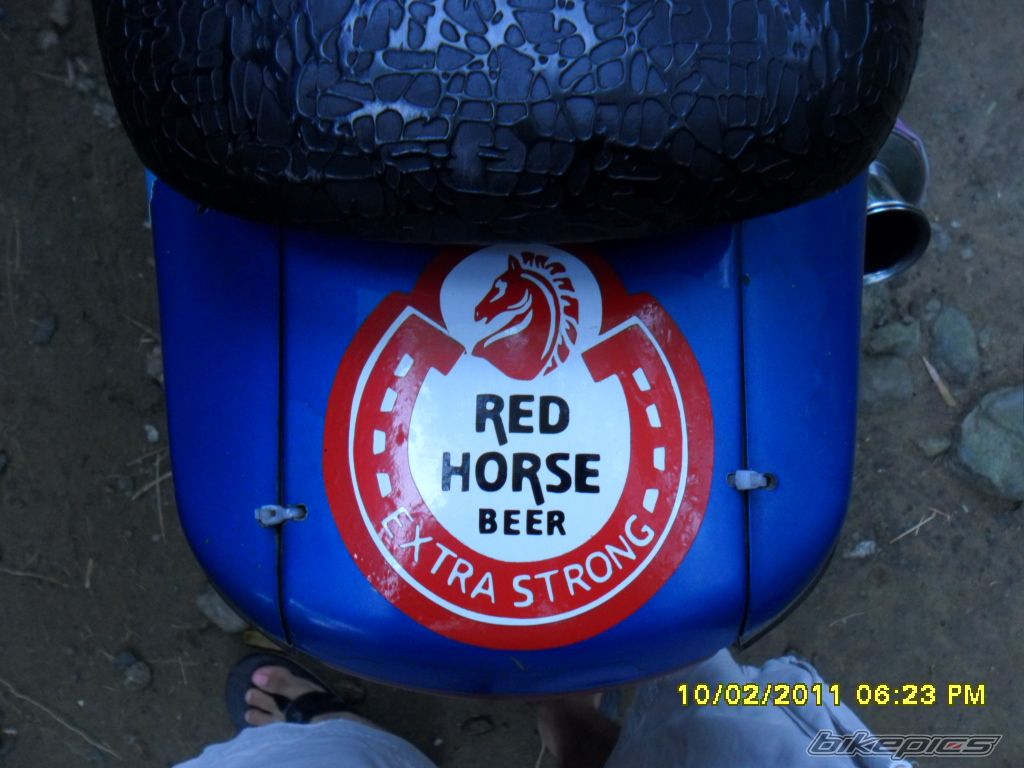 RED
HORSE
BEER
EXTRA STRONG
10/02/2011 06:23 PM
bikepics